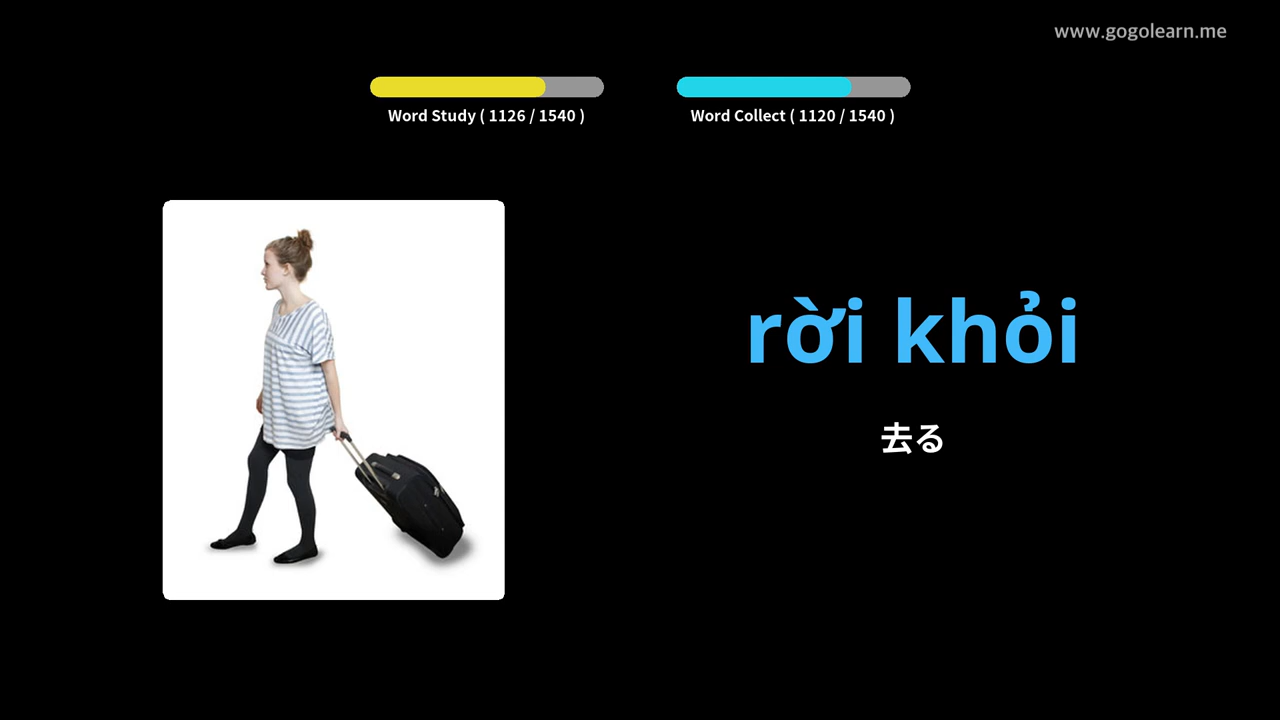 www.gogolearn.me
Word Study ( 1126 / 1540 )
Word Collect ( 1120 / 1540 )
rời khỏi
去る